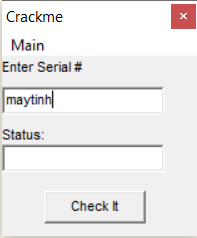 Crackme
Main
Enter Serial #
maytinh
Status:
Check It